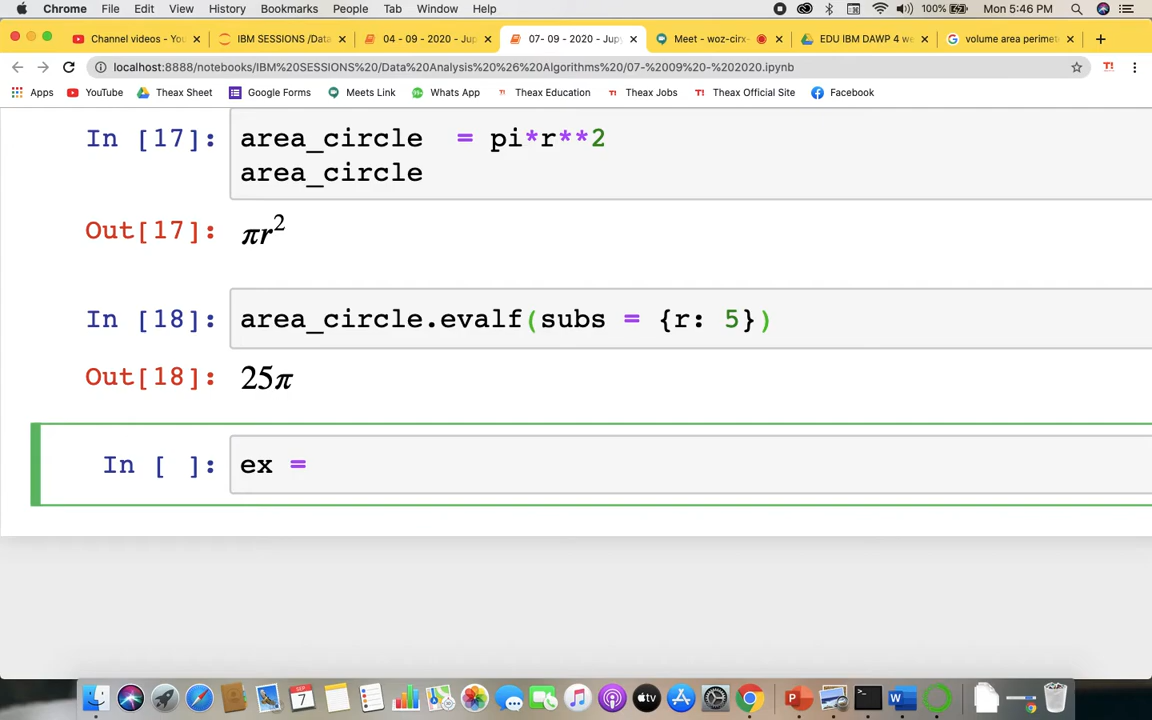 Chrome File Edit View History Bookmarks People Tab Window Help 100% Mon 5:46 PM
Channel videos - You IBM SESSIONS /Data 04 - 09 - 2020 - Jup 07- 09 - 2020 - Jup Meet - woz-cirx- EDU IBM DAWP 4 we volume area perimet
localhost:8888/notebooks/IBM%20SESSIONS%20/Data%20Analysis%20%26%20Algorithms%20/07-%2009%20-%202020.ipynb
Apps YouTube Theax Sheet Google Forms Meets Link Whats App Theax Education Theax Jobs Theax Official Site Facebook
In [17]: area_circle = pi*r**2
area_circle
Out[17]: πr²
In [18]: area_circle.evalf(subs = {r: 5})
Out[18]: 25π
In [ ]: ex =